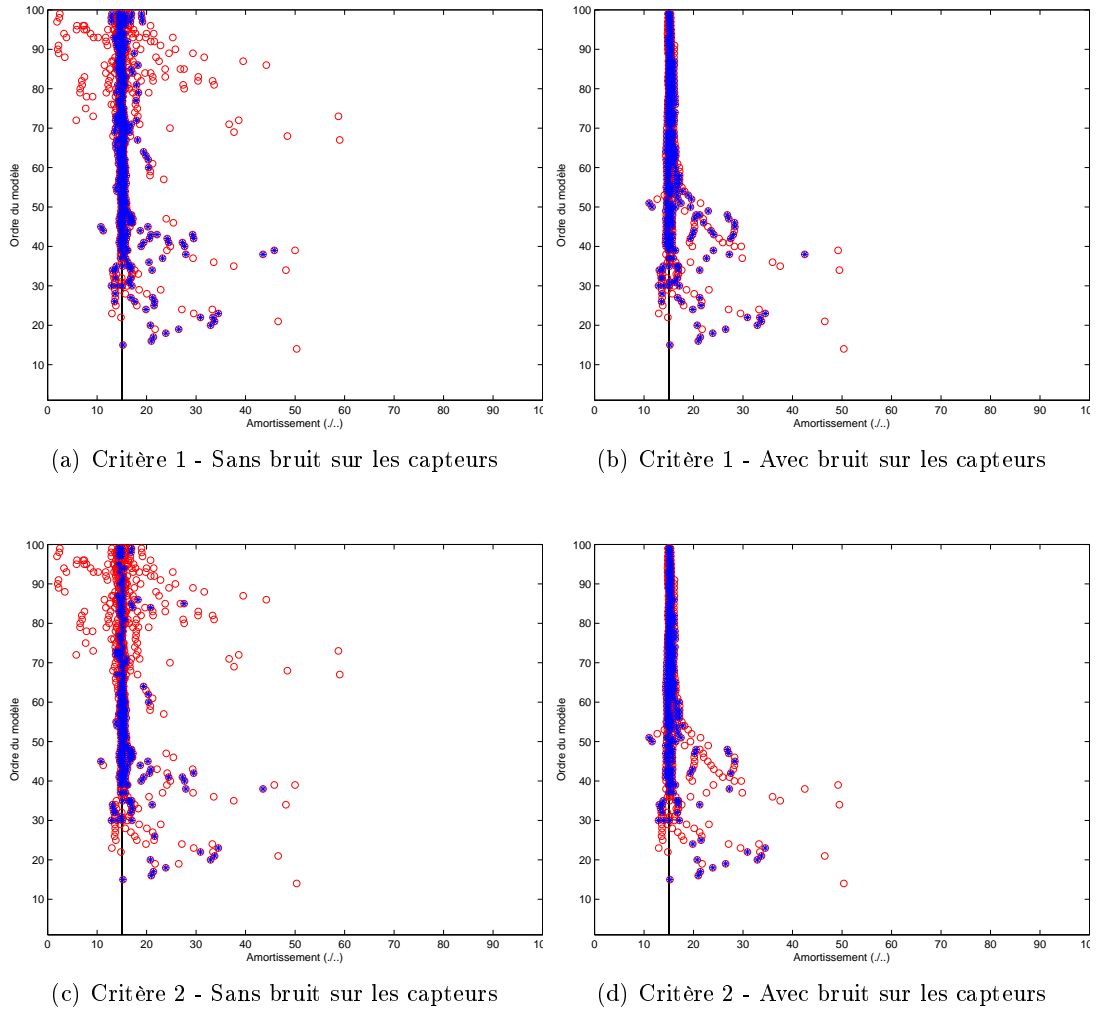 100
90
80
70
60
50
40
30
20
10
Ordre du modèle
0 10 20 30 40 50 60 70 80 90 10
Amortissement (./..)
(a) Critère 1 - Sans bruit sur les capteurs
100
90
80
70
60
50
40
30
20
10
Ordre du modèle
0 10 20 30 40 50 60 70 80 90 10
Amortissement (./..)
(b) Critère 1 - Avec bruit sur les capteurs
100
90
80
70
60
50
40
30
20
10
Ordre du modèle
0 10 20 30 40 50 60 70 80 90 10
Amortissement (./..)
(c) Critère 2 - Sans bruit sur les capteurs
100
90
80
70
60
50
40
30
20
10
Ordre du modèle
0 10 20 30 40 50 60 70 80 90 10
Amortissement (./..)
(d) Critère 2 - Avec bruit sur les capteurs